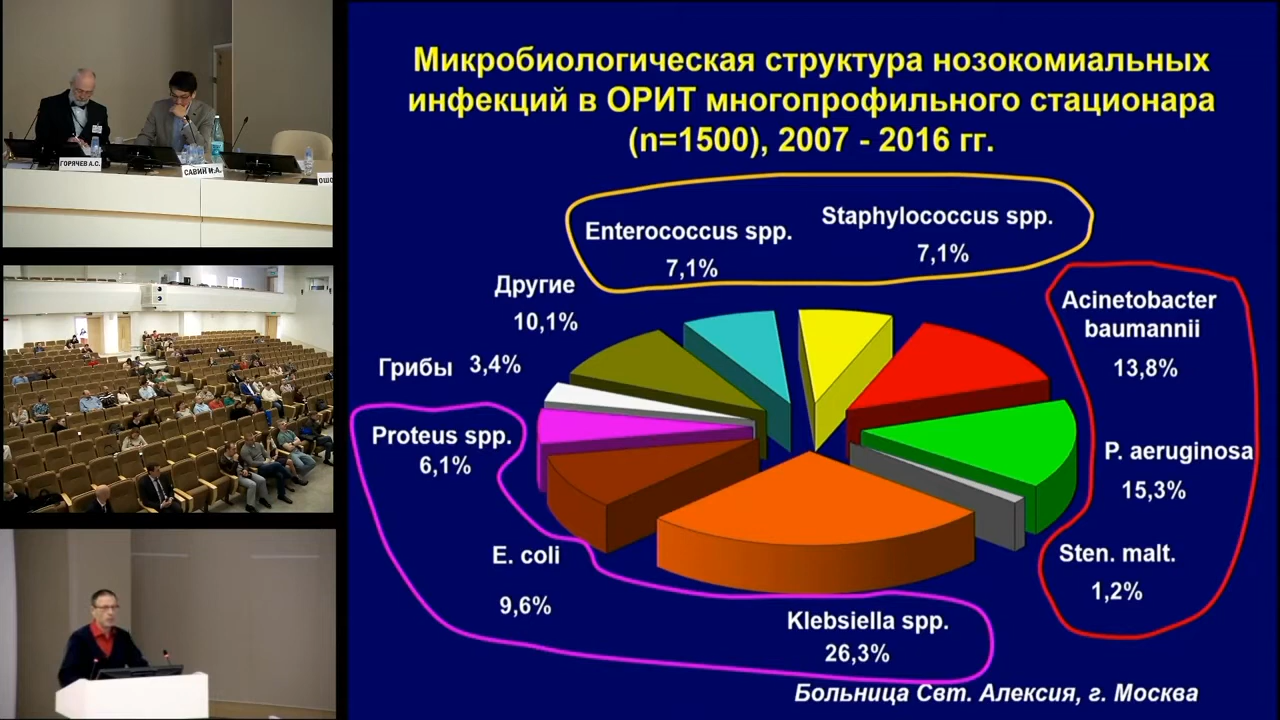 Микробиологическая структура нозокомиальных
инфекций в ОРИТ многопрофильного стационара
(n=1500), 2007 - 2016 гг.
Enterococcus spp.
7,1%
Staphylococcus spp.
7,1%
Другие
10,1%
Грибы 3,4%
Acinetobacter
baumannii
13,8%
Proteus spp.
6,1%
P. aeruginosa
15,3%
E. coli
9,6%
Sten. malt.
1,2%
Klebsiella spp.
26,3%
Больница Свт. Алексия, г. Москва
ГОРЯЧЕВ А.С.
САВИН И.А.